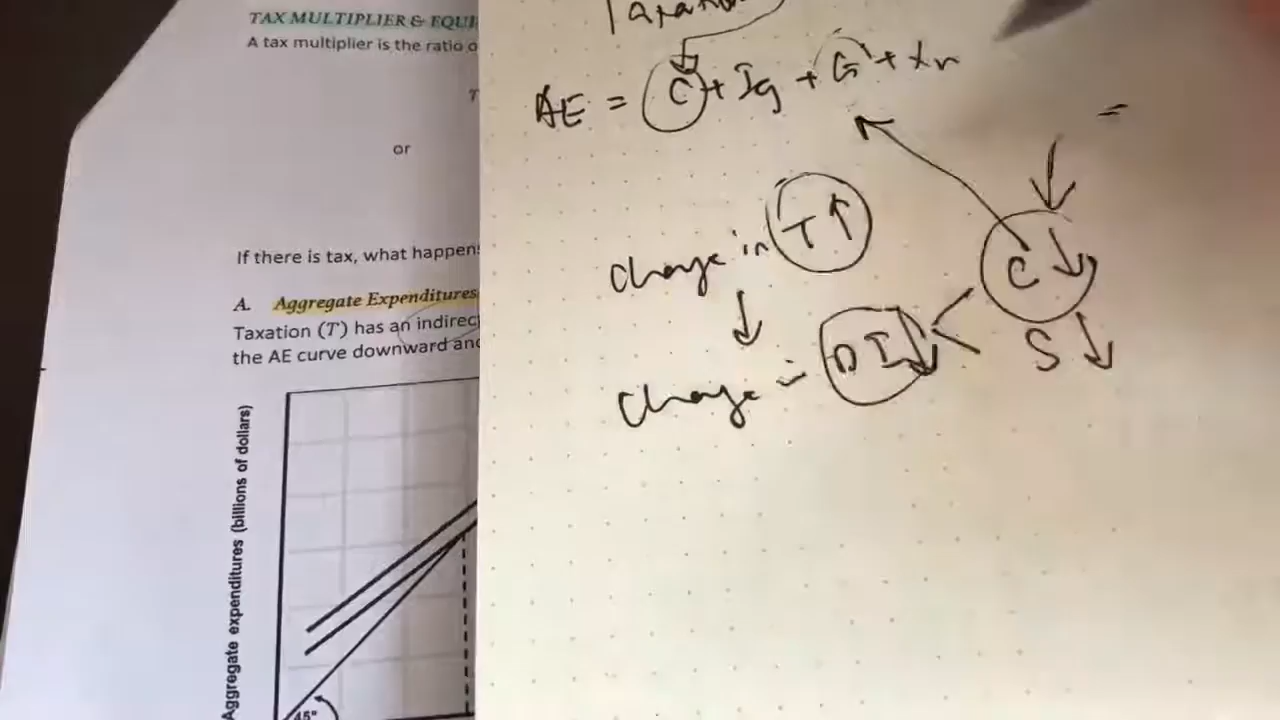 TAX MULTIPLIER & EQUI
A tax multiplier is the ratio o
T
or
If there is tax, what happens
A. Aggregate Expenditures
Taxation (T) has an indirec
the AE curve downward and
Aggregate expenditures (billions of dollars)
45°
AE = C + Ig + G + Xn
=
Change in T ↑
↓
Change in DI ↓
↓
C ↓
S ↓